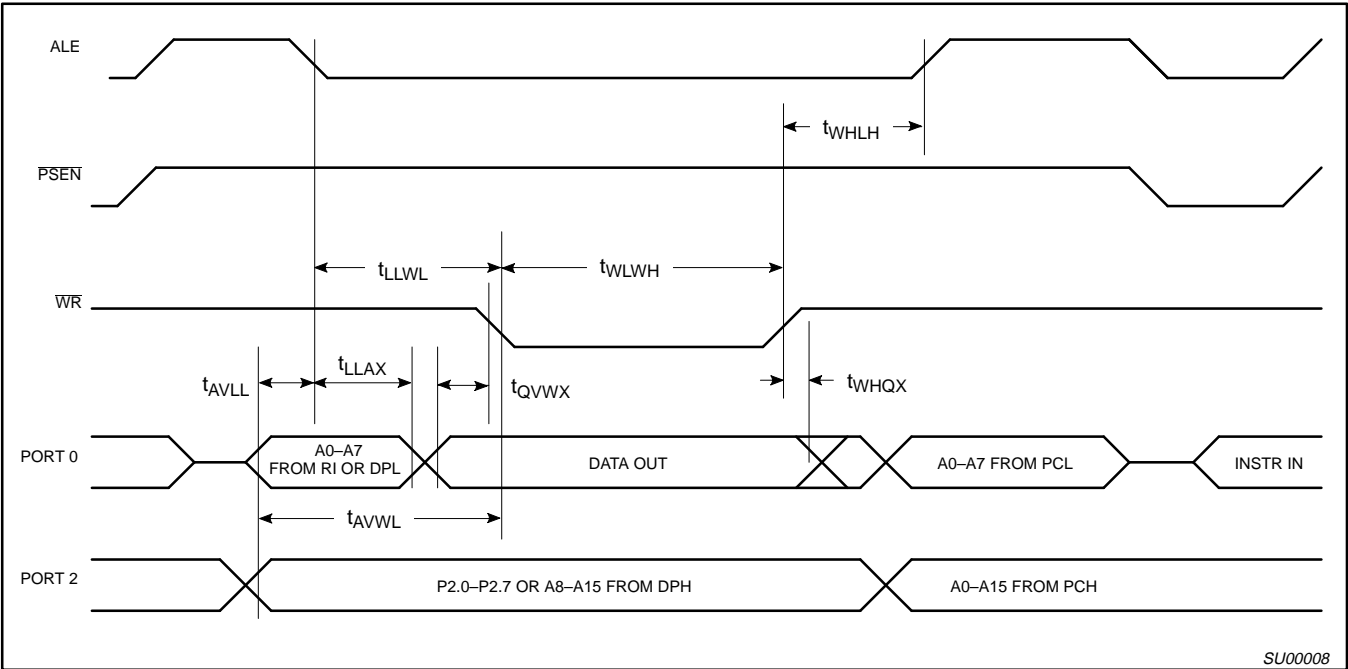 ALE
tWHLH
PSEN
tLLWL
tWLWH
WR
tAVLL
tLLAX
tQVWX
tWHQX
PORT 0
A0–A7
FROM RI OR DPL
DATA OUT
A0–A7 FROM PCL
INSTR IN
tAVWL
PORT 2
P2.0–P2.7 OR A8–A15 FROM DPH
A0–A15 FROM PCH
SU00008